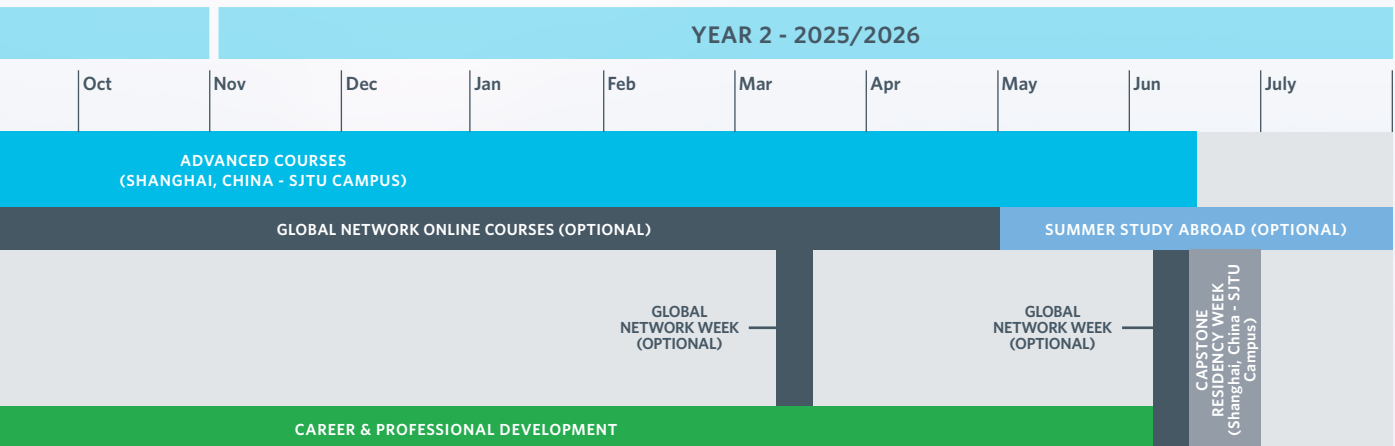 YEAR 2 - 2025/2026
Oct
Nov
Dec
Jan
Feb
Mar
Apr
May
Jun
July
ADVANCED COURSES
(SHANGHAI, CHINA - SJTU CAMPUS)
GLOBAL NETWORK ONLINE COURSES (OPTIONAL)
SUMMER STUDY ABROAD (OPTIONAL)
GLOBAL
NETWORK WEEK
(OPTIONAL)
GLOBAL
NETWORK WEEK
(OPTIONAL)
CAPSTONE
RESIDENCY WEEK
(Shanghai, China - SJTU
Campus)
CAREER & PROFESSIONAL DEVELOPMENT